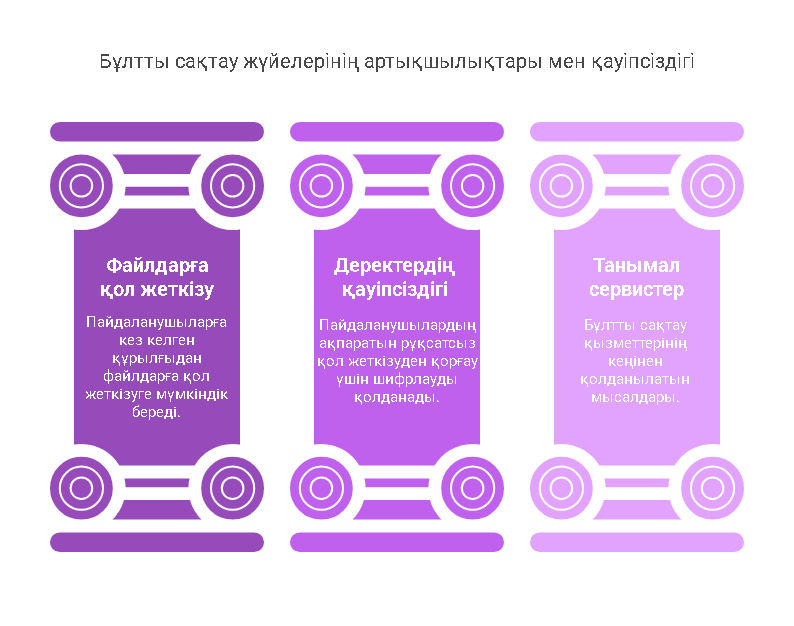 Бұлтты сақтау жүйелерінің артықшылықтары мен қауіпсіздігі
Файлдарға
қол жеткізу
Пайдаланушыларға
кез келген
құрылғыдан
файлдарға қол
жеткізуге мүмкіндік
береді.
Деректердің
қауіпсіздігі
Пайдаланушылардың
ақпаратын рұқсатсыз
қол жеткізуден қорғау
үшін шифрлауды
қолданады.
Танымал
сервистер
Бұлтты сақтау
қызметтерінің
кеңінен
қолданылатын
мысалдары.